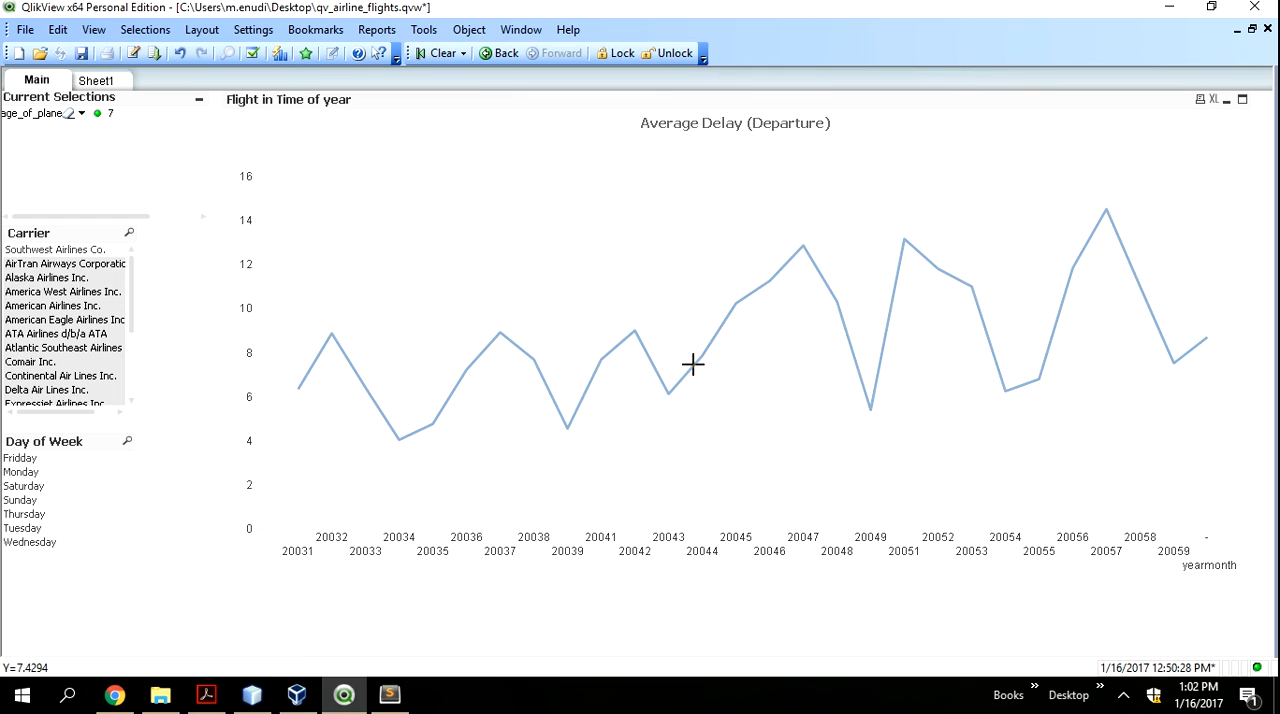 QlikView x64 Personal Edition - [C:\Users\m.enudi\Desktop\qv_airline_flights.qvw*]
File Edit View Selections Layout Settings Bookmarks Reports Tools Object Window Help
Clear Back Forward Lock Unlock
Main Sheet1
Current Selections
age_of_plane 7
Flight in Time of year
XL
Average Delay (Departure)
16
14
12
10
8
6
4
2
0
20032 20034 20036 20038 20041 20043 20045 20047 20049 20052 20054 20056 20058 -
20031 20033 20035 20037 20039 20042 20044 20046 20048 20051 20053 20055 20057 20059
yearmonth
Carrier
Southwest Airlines Co.
AirTran Airways Corporatic
Alaska Airlines Inc.
America West Airlines Inc.
American Airlines Inc.
American Eagle Airlines Inc
ATA Airlines d/b/a ATA
Atlantic Southeast Airlines
Comair Inc.
Continental Air Lines Inc.
Delta Air Lines Inc.
Expressjet Airlines Inc.
Day of Week
Fridday
Monday
Saturday
Sunday
Thursday
Tuesday
Wednesday
Y=7.4294
1/16/2017 12:50:28 PM*
Books » Desktop »
1:02 PM
1/16/2017
1